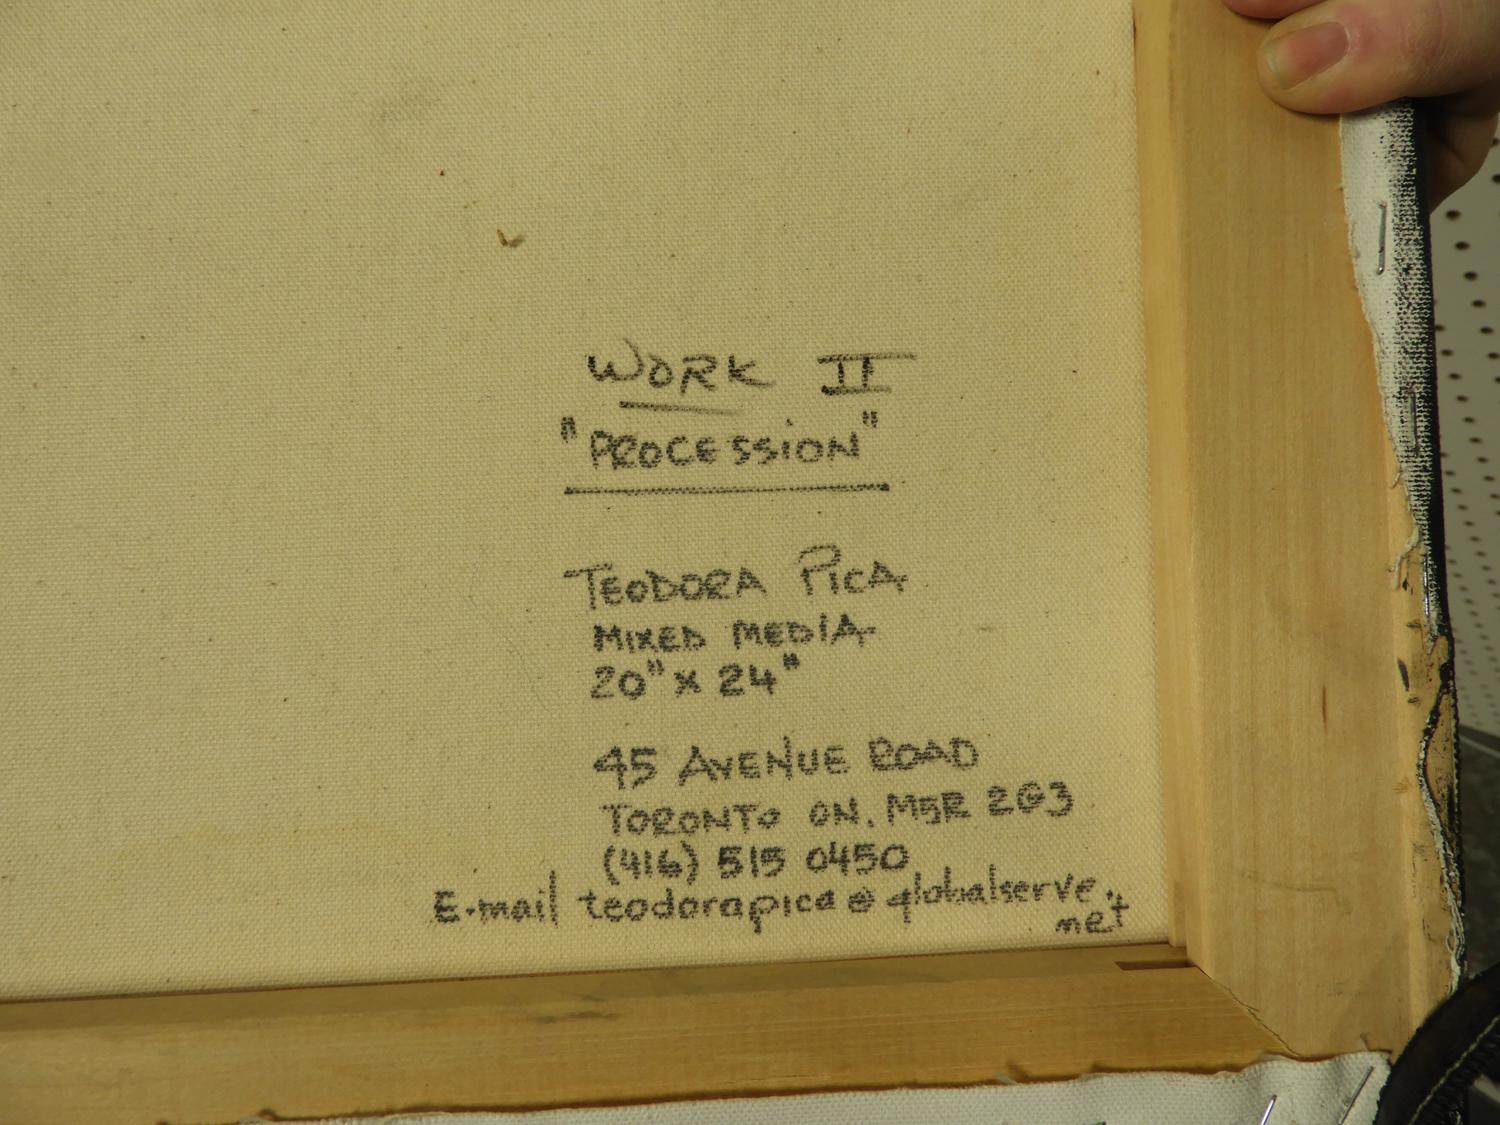 WORK II
"PROCESSION"
TEODORA PICA
MIXED MEDIA
20" x 24"
45 AVENUE ROAD
TORONTO ON. M5R 2G3
(416) 515 0450
E-mail teodorapica@globalserve.
net